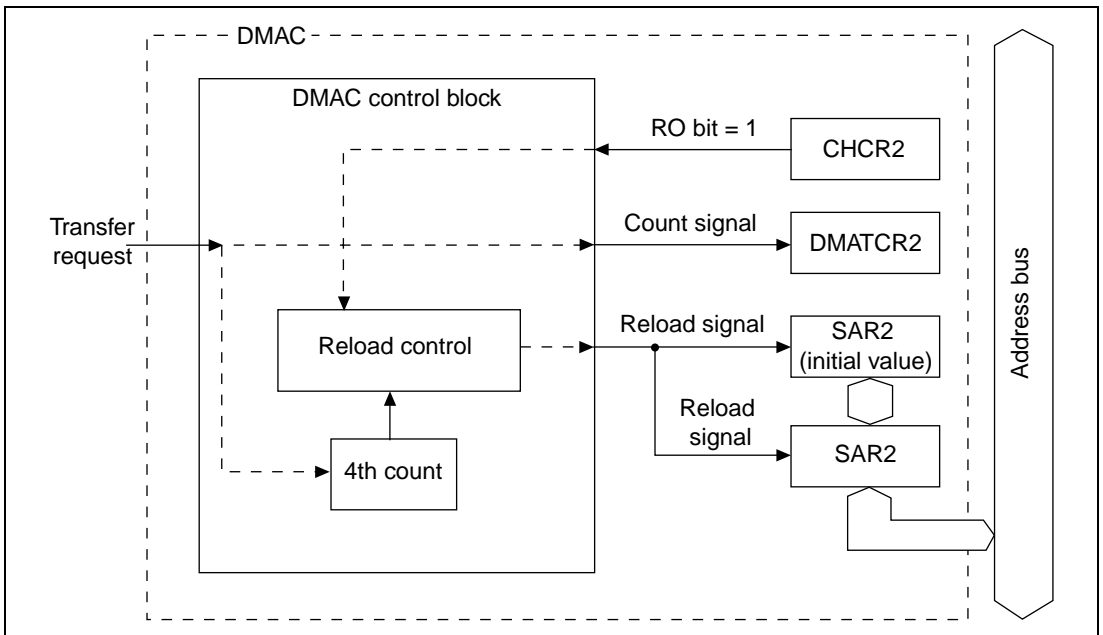 DMAC
DMAC control block
RO bit = 1
CHCR2
Transfer
request
Count signal
DMATCR2
Reload control
Reload signal
SAR2
(initial value)
Reload
signal
4th count
SAR2
Address bus